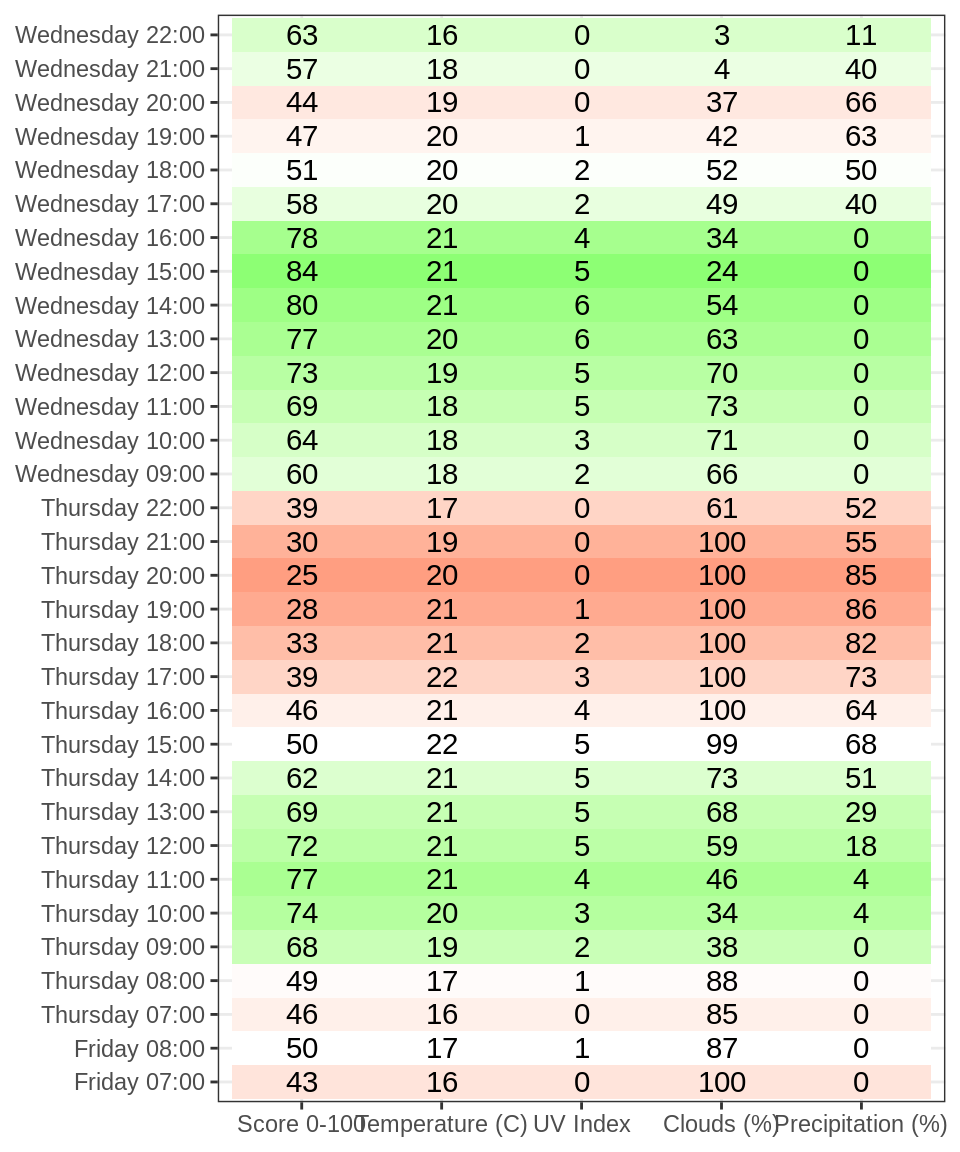 Wednesday 22:00 63 16 0 3 11
Wednesday 21:00 57 18 0 4 40
Wednesday 20:00 44 19 0 37 66
Wednesday 19:00 47 20 1 42 63
Wednesday 18:00 51 20 2 52 50
Wednesday 17:00 58 20 2 49 40
Wednesday 16:00 78 21 4 34 0
Wednesday 15:00 84 21 5 24 0
Wednesday 14:00 80 21 6 54 0
Wednesday 13:00 77 20 6 63 0
Wednesday 12:00 73 19 5 70 0
Wednesday 11:00 69 18 5 73 0
Wednesday 10:00 64 18 3 71 0
Wednesday 09:00 60 18 2 66 0
Thursday 22:00 39 17 0 61 52
Thursday 21:00 30 19 0 100 55
Thursday 20:00 25 20 0 100 85
Thursday 19:00 28 21 1 100 86
Thursday 18:00 33 21 2 100 82
Thursday 17:00 39 22 3 100 73
Thursday 16:00 46 21 4 100 64
Thursday 15:00 50 22 5 99 68
Thursday 14:00 62 21 5 73 51
Thursday 13:00 69 21 5 68 29
Thursday 12:00 72 21 5 59 18
Thursday 11:00 77 21 4 46 4
Thursday 10:00 74 20 3 34 4
Thursday 09:00 68 19 2 38 0
Thursday 08:00 49 17 1 88 0
Thursday 07:00 46 16 0 85 0
Friday 08:00 50 17 1 87 0
Friday 07:00 43 16 0 100 0
Score 0-100 Temperature (C) UV Index Clouds (%) Precipitation (%)